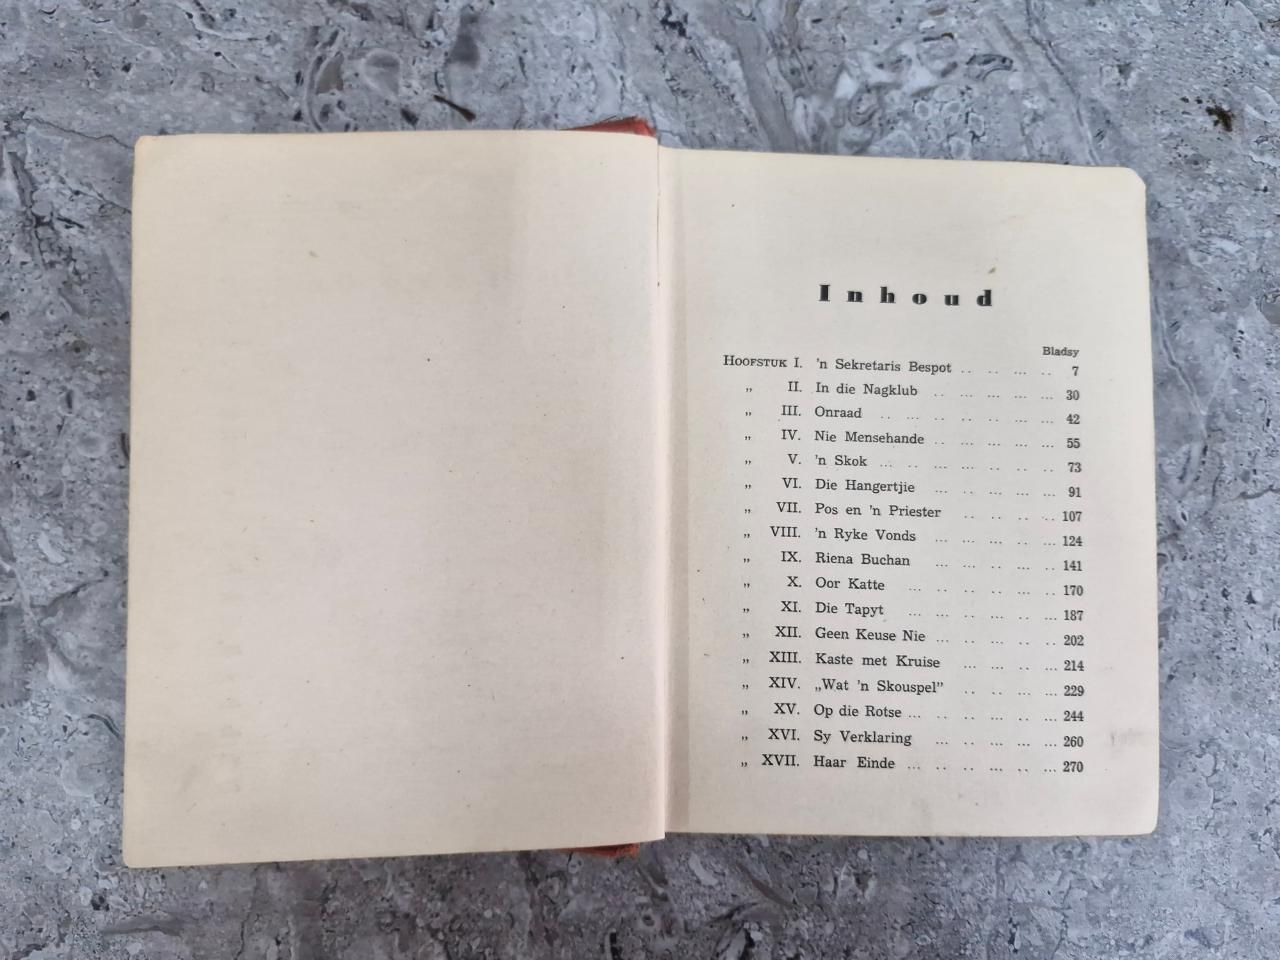 Inhoud
Bladsy
Hoofstuk I. 'n Sekretaris Bespot .. .. ... .. 7
„ II. In die Nagklub .. ... ... ... ... 30
„ III. Onraad .. ... .. ... ... ... 42
„ IV. Nie Mensehande .. .. ... ... ... 55
„ V. 'n Skok ... .. .. ... .. .. 73
„ VI. Die Hangertjie ... .. ... ... ... 91
„ VII. Pos en 'n Priester .. .. .. ... 107
„ VIII. 'n Ryke Vonds ... .. ... .. ... 124
„ IX. Riena Buchan ... .. ... .. ... 141
„ X. Oor Katte ... .. .. ... .. ... 170
„ XI. Die Tapyt ... .. .. ... .. ... 187
„ XII. Geen Keuse Nie ... .. ... .. ... 202
„ XIII. Kaste met Kruise ... ... .. ... 214
„ XIV. „Wat 'n Skouspel” .. ... .. ... 229
„ XV. Op die Rotse ... .. .. ... .. ... 244
„ XVI. Sy Verklaring ... .. ... ... ... 260
„ XVII. Haar Einde ... .. .. ... .. ... 270